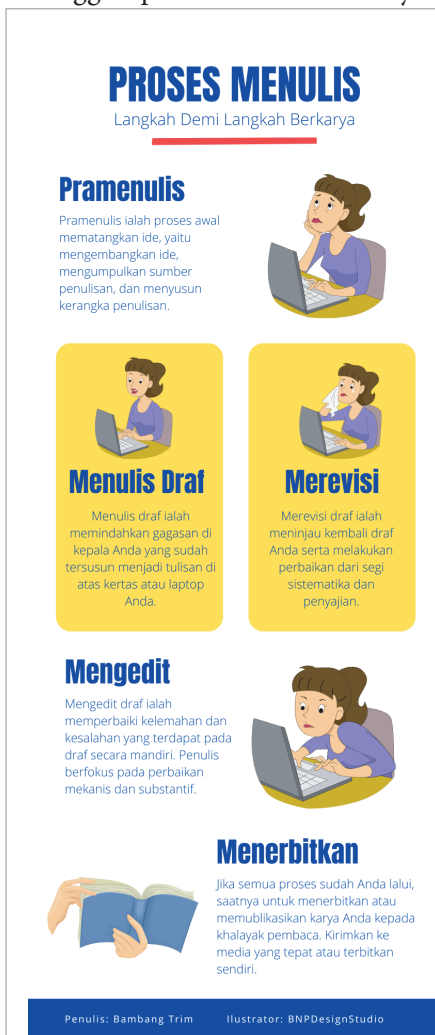 PROSES MENULIS
Langkah Demi Langkah Berkarya
Pramenulis
Pramenulis ialah proses awal
mematangkan ide, yaitu
mengembangkan ide,
mengumpulkan sumber
penulisan, dan menyusun
kerangka penulisan.
Menulis Draf
Menulis draf ialah
memindahkan gagasan di
kepala Anda yang sudah
tersusun menjadi tulisan di
atas kertas atau laptop
Anda.
Merevisi
Merevisi draf ialah
meninjau kembali draf
Anda serta melakukan
perbaikan dari segi
sistematika dan
penyajian.
Mengedit
Mengedit draf ialah
memperbaiki kelemahan dan
kesalahan yang terdapat pada
draf secara mandiri. Penulis
berfokus pada perbaikan
mekanis dan substantif.
Menerbitkan
Jika semua proses sudah Anda lalui,
saatnya untuk menerbitkan atau
memublikasikan karya Anda kepada
khalayak pembaca. Kirimkan ke
media yang tepat atau terbitkan
sendiri.
Penulis: Bambang Trim Ilustrator: BNPDesignStudio